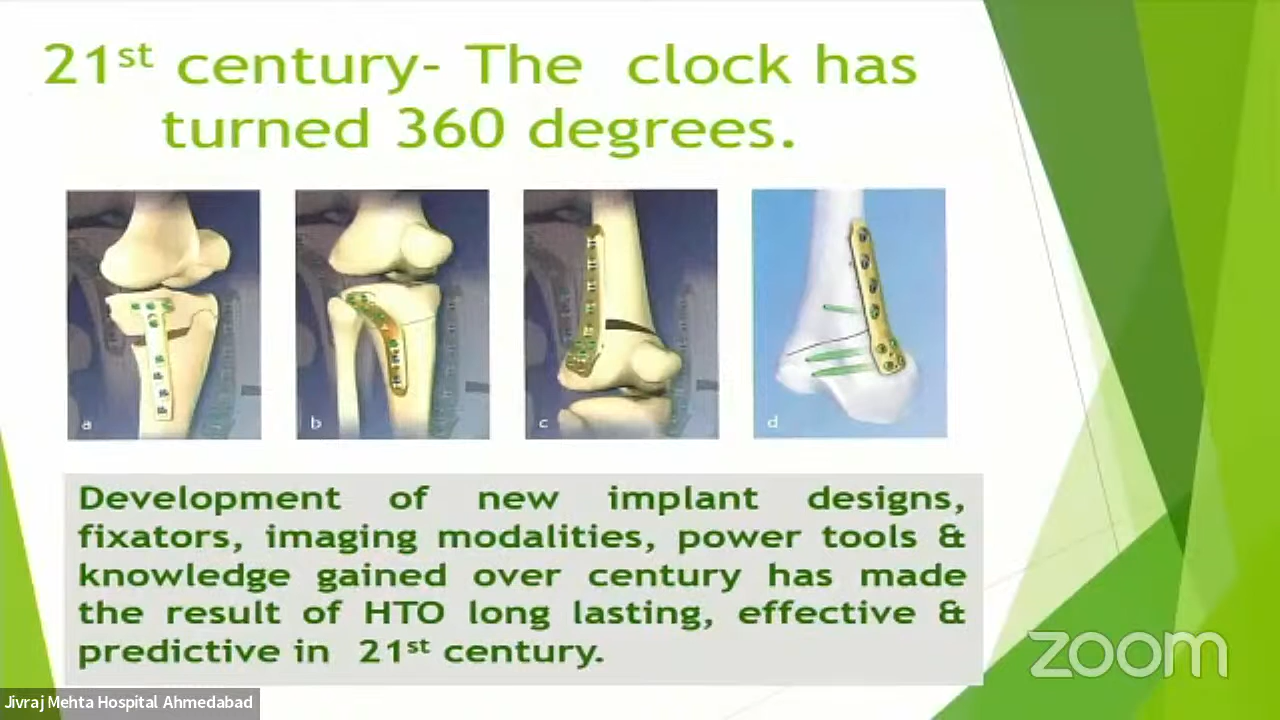 21st century- The clock has
turned 360 degrees.
a
b
c
d
Development of new implant designs,
fixators, imaging modalities, power tools &
knowledge gained over century has made
the result of HTO long lasting, effective &
predictive in 21st century.
zoom
Jivraj Mehta Hospital Ahmedabad